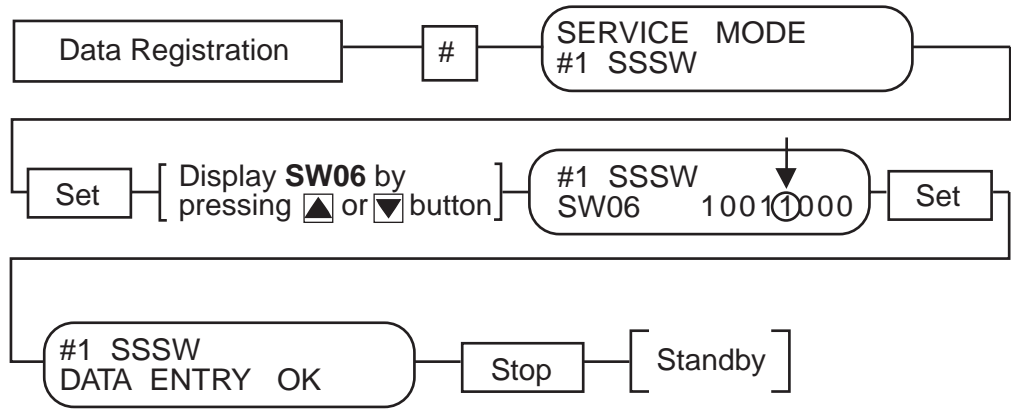 Data Registration
#
SERVICE MODE
#1 SSSW
Set
Display SW06 by
pressing ▲ or ▼ button
#1 SSSW
SW06 10011000
Set
#1 SSSW
DATA ENTRY OK
Stop
Standby